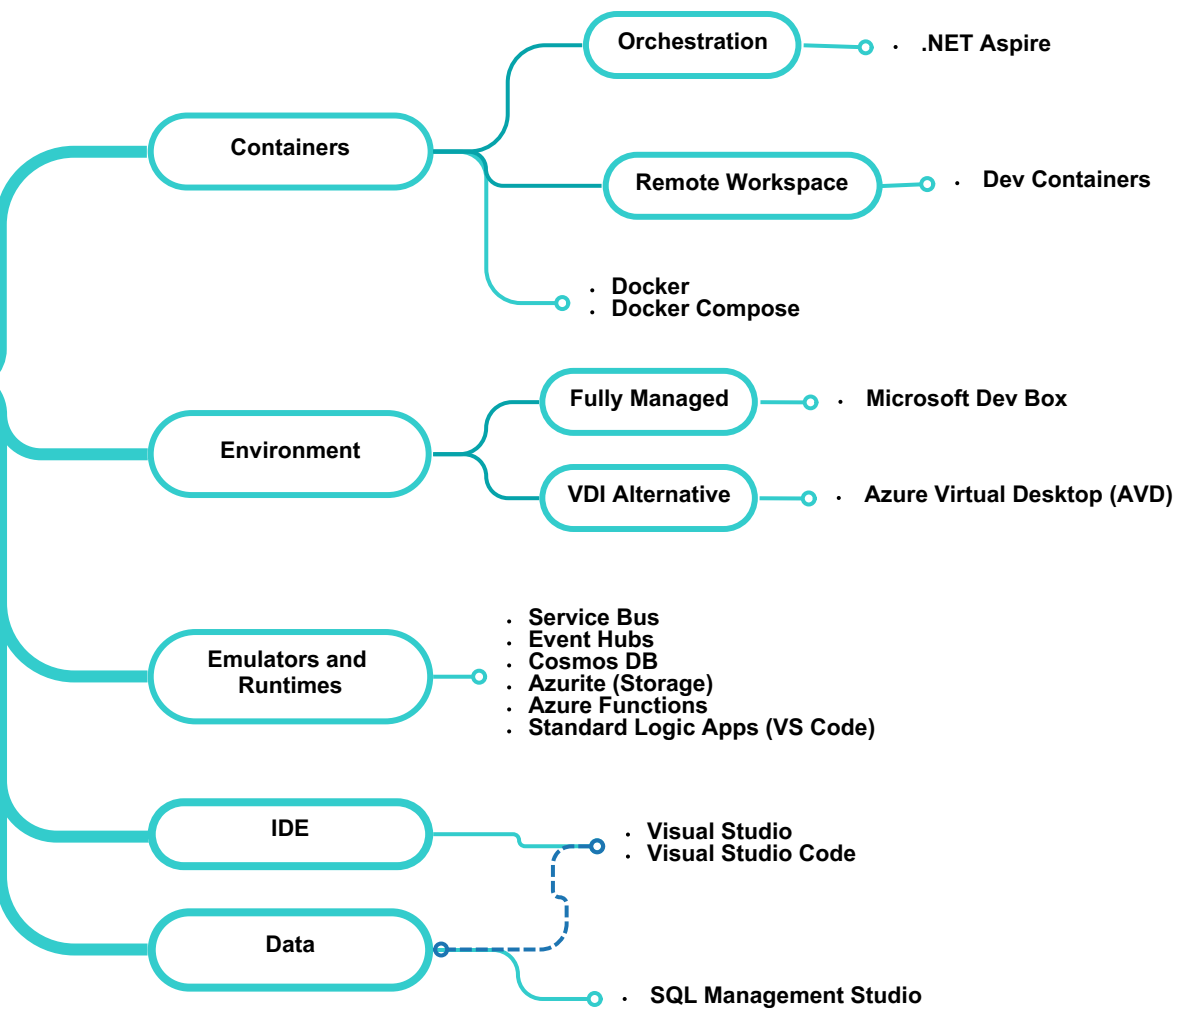 Containers
Orchestration
· .NET Aspire
Remote Workspace
· Dev Containers
· Docker
· Docker Compose
Environment
Fully Managed
· Microsoft Dev Box
VDI Alternative
· Azure Virtual Desktop (AVD)
Emulators and
Runtimes
· Service Bus
· Event Hubs
· Cosmos DB
· Azurite (Storage)
· Azure Functions
· Standard Logic Apps (VS Code)
IDE
· Visual Studio
· Visual Studio Code
Data
· SQL Management Studio